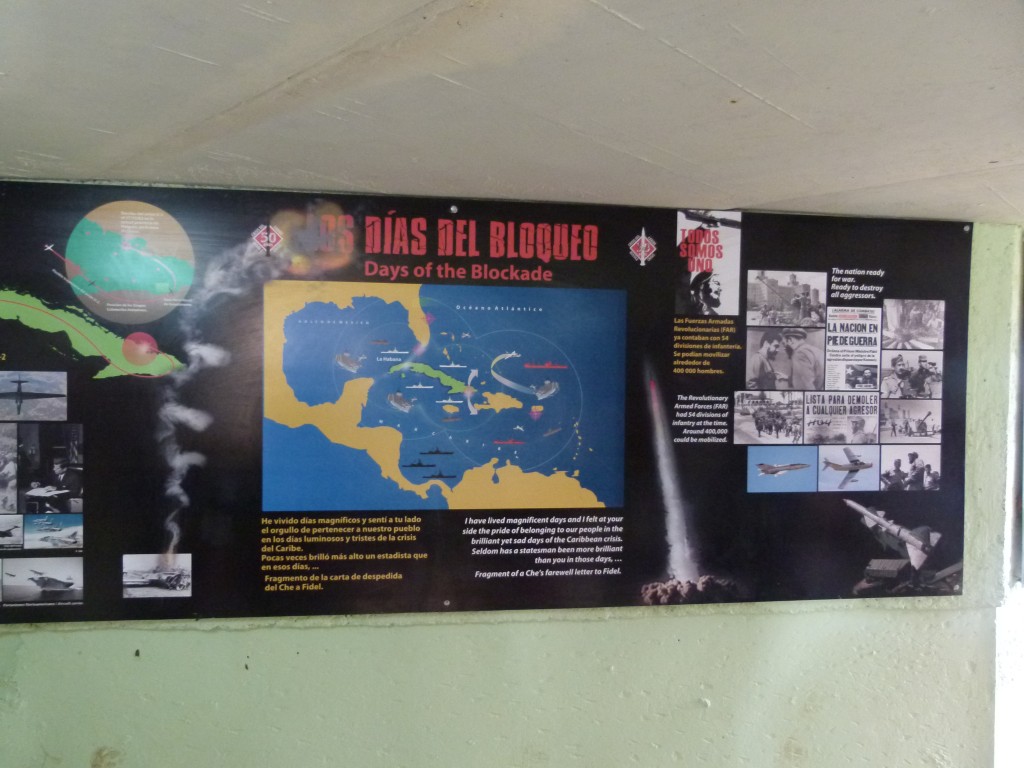 50
LOS DÍAS DEL BLOQUEO
Days of the Blockade
Océano Atlántico
La Habana
He vivido días magníficos y sentí a tu lado
el orgullo de pertenecer a nuestro pueblo
en los días luminosos y tristes de la crisis
del Caribe.
Pocas veces brilló más alto un estadista que
en esos días, ...
Fragmento de la carta de despedida
del Che a Fidel.
I have lived magnificent days and I felt at your
side the pride of belonging to our people in the
brilliant yet sad days of the Caribbean crisis.
Seldom has a statesman been more brilliant
than you in those days, ...
Fragment of a Che's farewell letter to Fidel.
TODOS
SOMOS
UNO
Las Fuerzas Armadas
Revolucionarias (FAR)
ya contaban con 54
divisiones de infantería.
Se podían movilizar
alrededor de
400 000 hombres.
The Revolutionary
Armed Forces (FAR)
had 54 divisions of
infantry at the time.
Around 400,000
could be mobilized.
The nation ready
for war.
Ready to destroy
all aggressors.
LA NACION EN
PIE DE GUERRA
LISTA PARA DEMOLER
A CUALQUIER AGRESOR